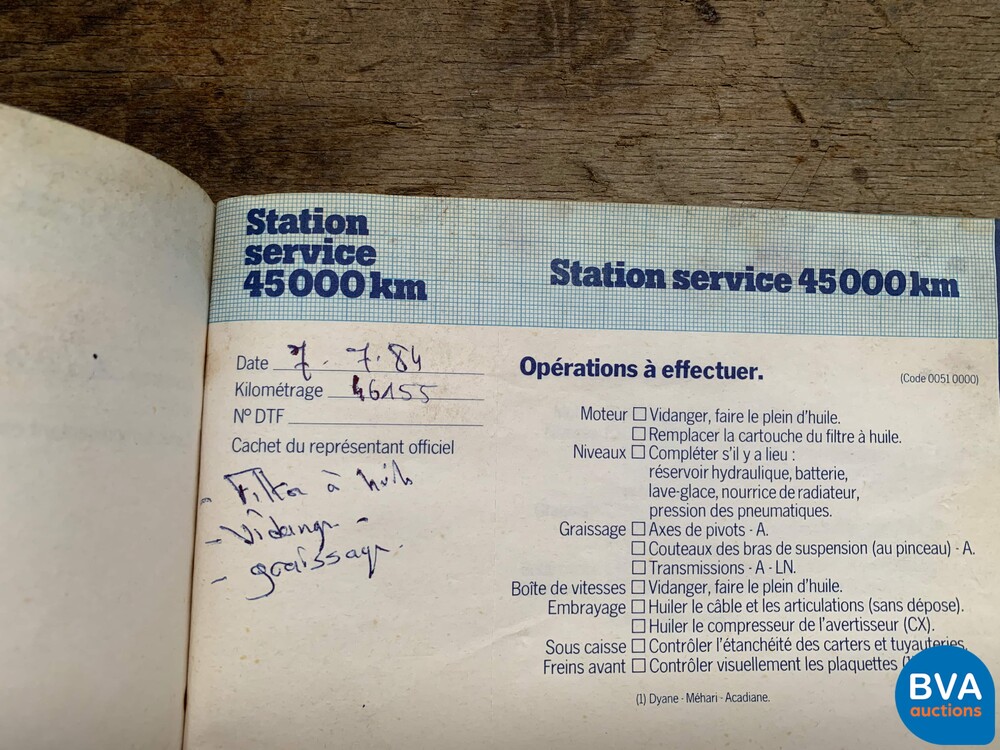 Station
service
45000 km
Date 7.7.84
Kilométrage 46155
N° DTF
Cachet du représentant officiel
- Filtre à huile
- Vidange -
- graissage.
Station service 45000 km
Opérations à effectuer.
(Code 0051 0000)
Moteur □ Vidanger, faire le plein d'huile.
□ Remplacer la cartouche du filtre à huile.
Niveaux □ Compléter s'il y a lieu :
réservoir hydraulique, batterie,
lave-glace, nourrice de radiateur,
pression des pneumatiques.
Graissage □ Axes de pivots - A.
□ Couteaux des bras de suspension (au pinceau) - A.
□ Transmissions - A - LN.
Boîte de vitesses □ Vidanger, faire le plein d'huile.
Embrayage □ Huiler le câble et les articulations (sans dépose).
□ Huiler le compresseur de l'avertisseur (CX).
Sous caisse □ Contrôler l'étanchéité des carters et tuyauteries.
Freins avant □ Contrôler visuellement les plaquettes
(1) Dyane - Méhari - Acadiane.
BVA
auctions